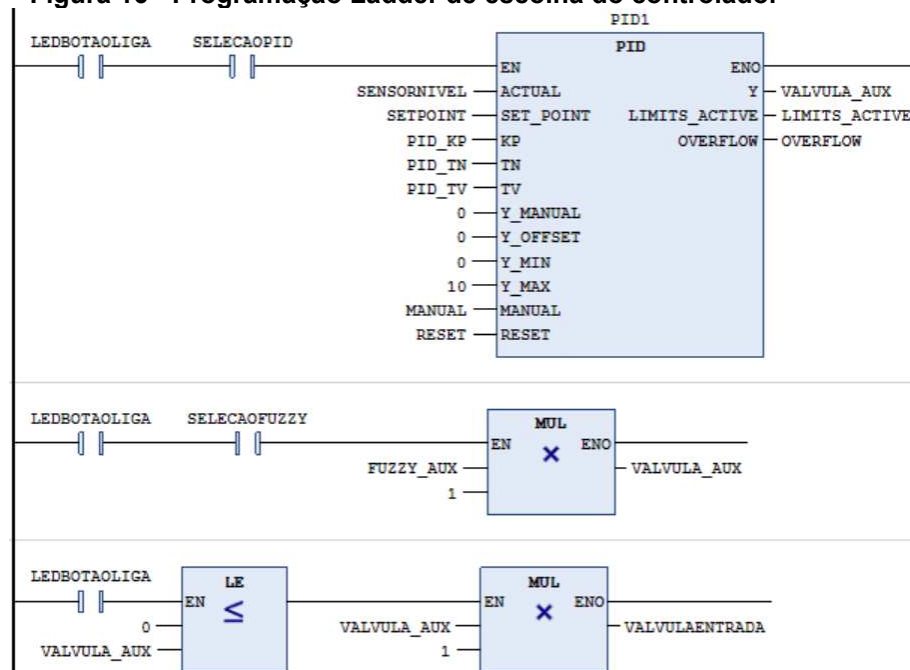 PID1
LEDBOTAOLIGA SELECAOPID
PID
EN ENO
SENSORNIVEL ACTUAL Y VALVULA_AUX
SETPOINT SET_POINT LIMITS_ACTIVE LIMITS_ACTIVE
PID_KP KP OVERFLOW OVERFLOW
PID_TN TN
PID_TV TV
0 Y_MANUAL
0 Y_OFFSET
0 Y_MIN
10 Y_MAX
MANUAL MANUAL
RESET RESET
LEDBOTAOLIGA SELECAOFUZZY
MUL
EN × ENO
FUZZY_AUX VALVULA_AUX
1
LEDBOTAOLIGA
LE MUL
EN ≤ EN × ENO
0 VALVULA_AUX VALVULAENTRADA
VALVULA_AUX 1